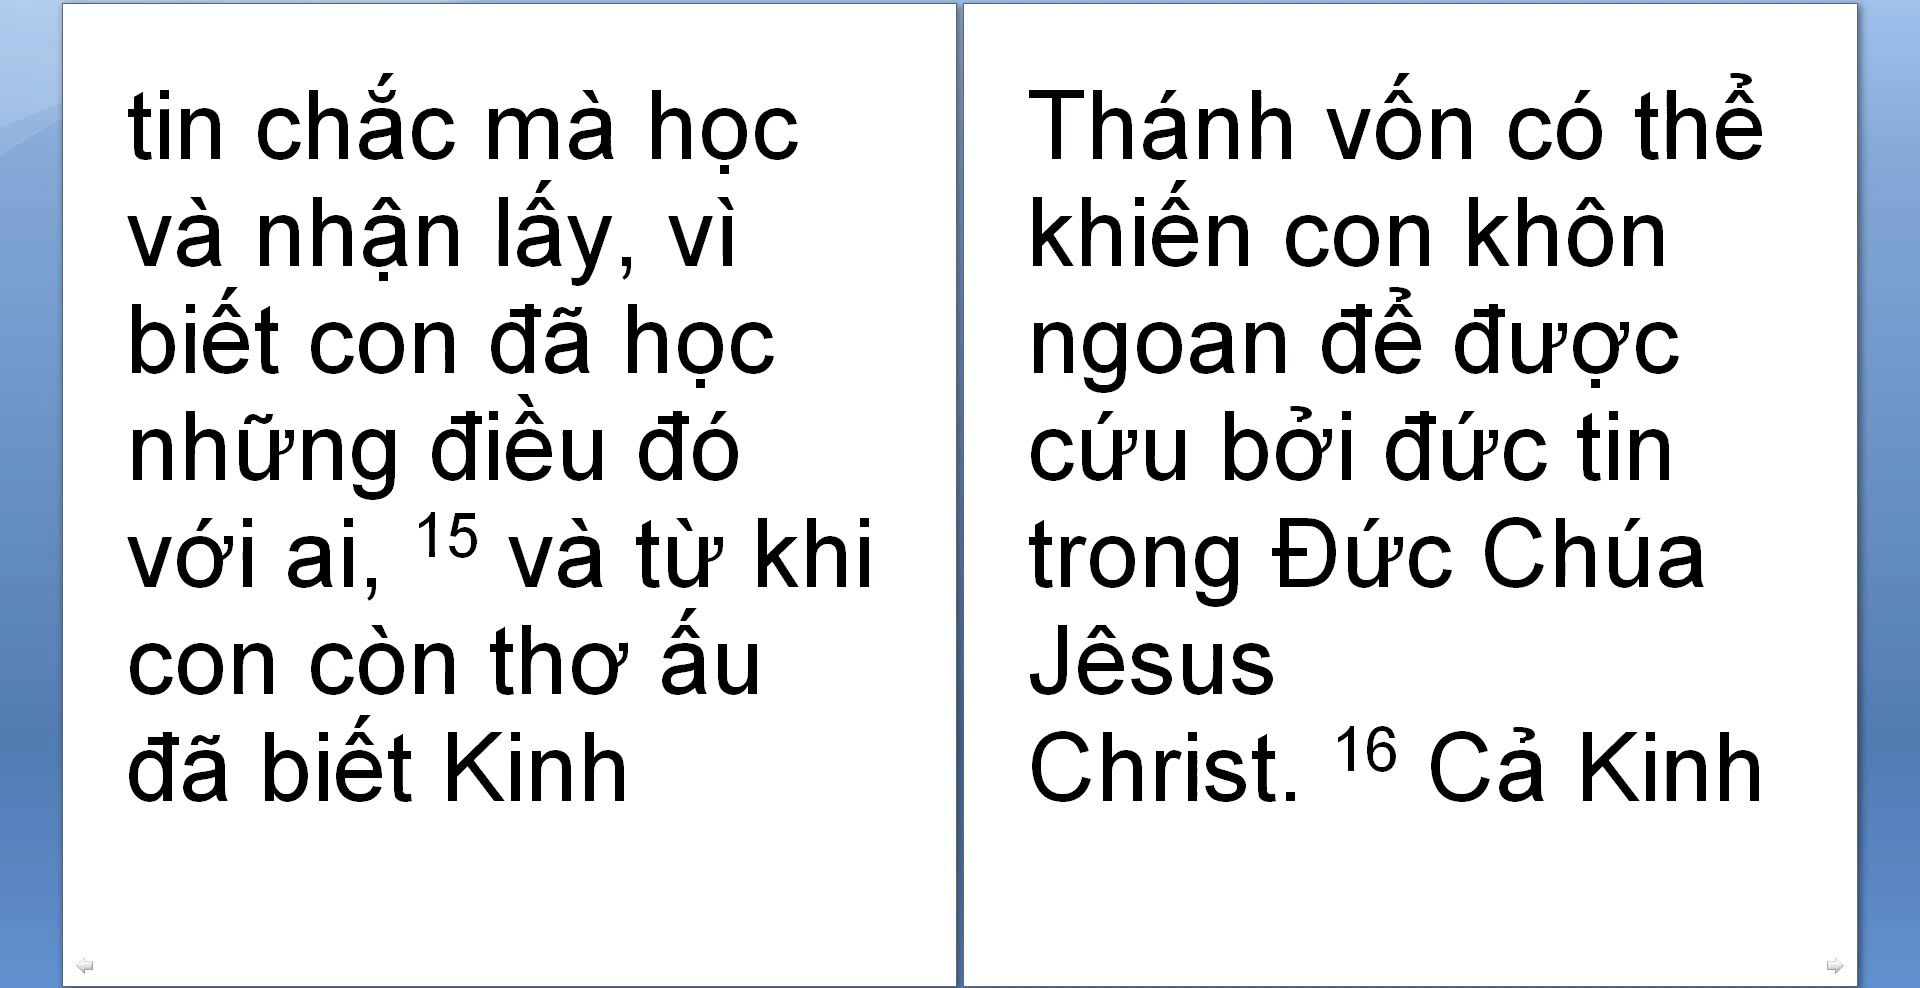 tin chắc mà học
và nhận lấy, vì
biết con đã học
những điều đó
với ai, 15 và từ khi
con còn thơ ấu
đã biết Kinh
Thánh vốn có thể
khiến con khôn
ngoan để được
cứu bởi đức tin
trong Đức Chúa
Jêsus
Christ. 16 Cả Kinh